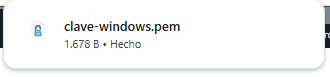 clave-windows.pem
1.678 B • Hecho